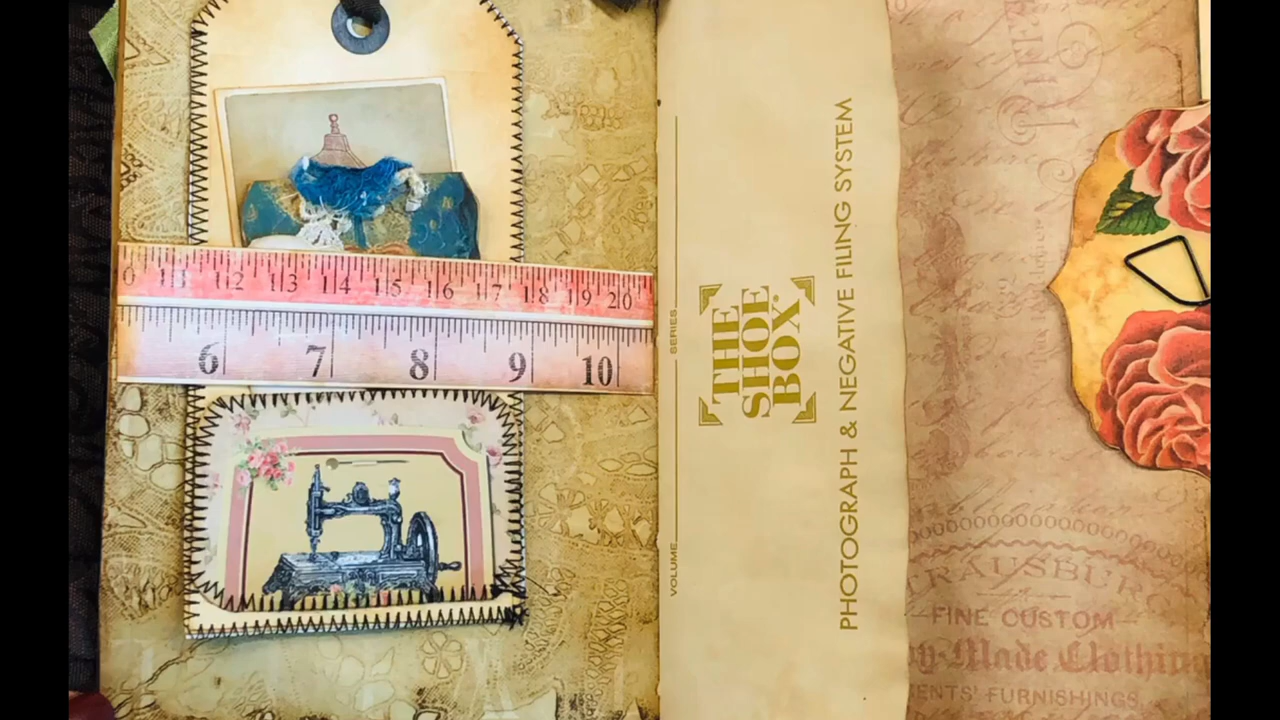 0 11 12 13 14 15 16 17 18 19 20
6 7 8 9 10
VOLUME
SERIES
THE
SHOE
BOX®
PHOTOGRAPH & NEGATIVE FILING SYSTEM
FINE CUSTOM
Made Clothing
FURNISHINGS